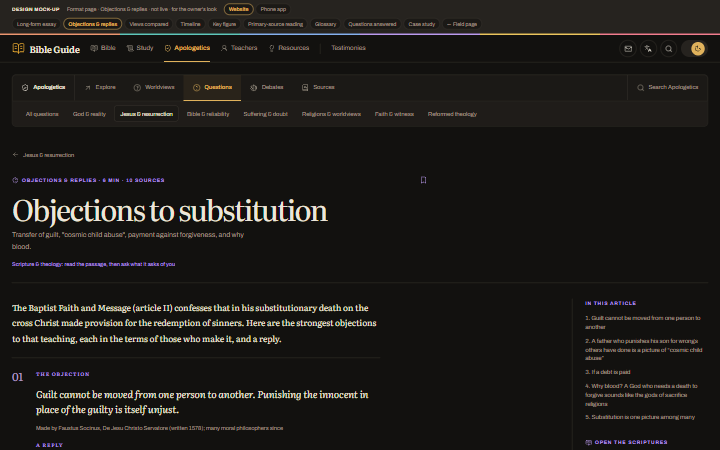 DESIGN MOCK-UP Format page · Objections & replies · not live · for the owner's look Website Phone app
Long-form essay Objections & replies Views compared Timeline Key figure Primary-source reading Glossary Questions answered Case study — Field page
Bible Guide Bible Study Apologetics Teachers Resources Testimonies
Apologetics Explore Worldviews Questions Debates Sources Search Apologetics
All questions God & reality Jesus & resurrection Bible & reliability Suffering & doubt Religions & worldviews Faith & witness Reformed theology
← Jesus & resurrection
OBJECTIONS & REPLIES · 6 MIN · 10 SOURCES
Objections to substitution
Transfer of guilt, "cosmic child abuse", payment against forgiveness, and why
blood.
Scripture & theology: read the passage, then ask what it asks of you
The Baptist Faith and Message (article II) confesses that in his substitutionary death on the
cross Christ made provision for the redemption of sinners. Here are the strongest objections
to that teaching, each in the terms of those who make it, and a reply.
01 THE OBJECTION
Guilt cannot be moved from one person to another. Punishing the innocent in
place of the guilty is itself unjust.
Made by Faustus Socinus, De Jesu Christo Servatore (written 1578); many moral philosophers since
A REPLY
IN THIS ARTICLE
1. Guilt cannot be moved from one person to
another
2. A father who punishes his son for wrongs
others have done is a picture of "cosmic child
abuse"
3. If a debt is paid
4. Why blood? A God who needs a death to
forgive sounds like the gods of sacrifice
religions
5. Substitution is one picture among many
OPEN THE SCRIPTURES